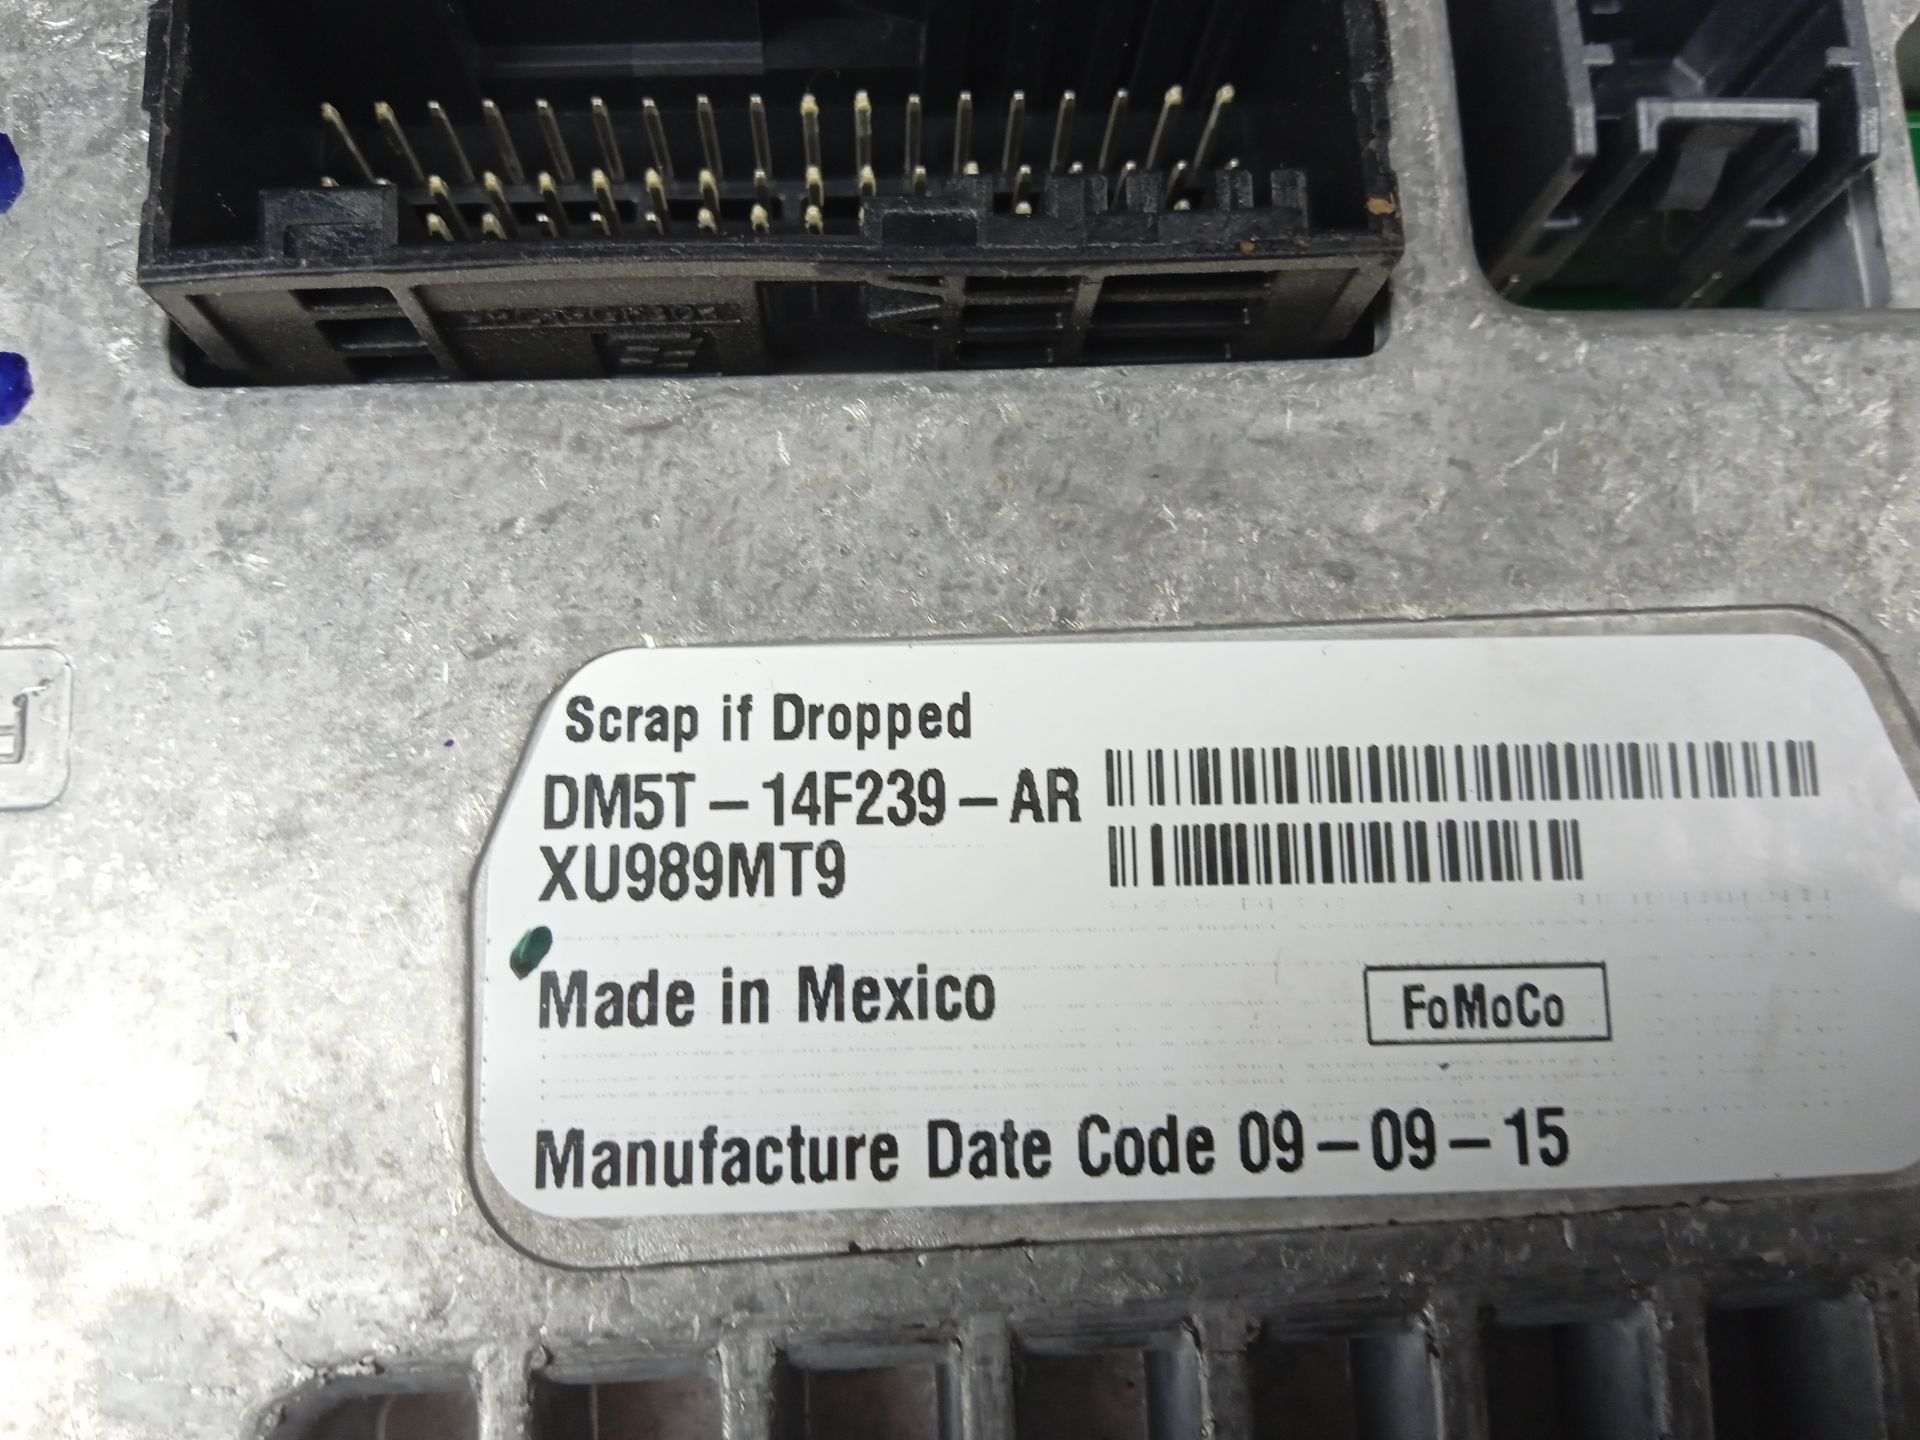 Scrap if Dropped
DM5T-14F239-AR
XU989MT9
Made in Mexico
FoMoCo
Manufacture Date Code 09-09-15